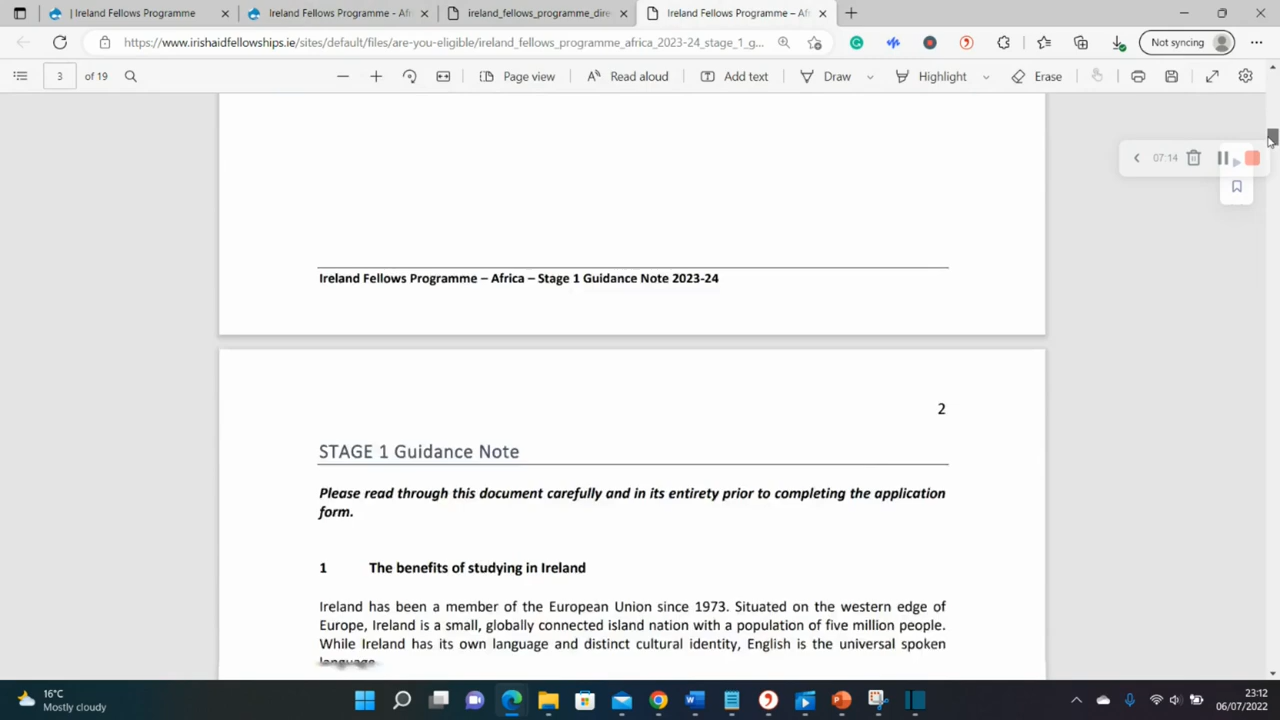 | Ireland Fellows Programme
Ireland Fellows Programme - Afri
ireland_fellows_programme_dire
Ireland Fellows Programme – Afr
https://www.irishaidfellowships.ie/sites/default/files/are-you-eligible/ireland_fellows_programme_africa_2023-24_stage_1_g...
Not syncing
3 of 19
Page view
Read aloud
Add text
Draw
Highlight
Erase
07:14
Ireland Fellows Programme – Africa – Stage 1 Guidance Note 2023-24
2
STAGE 1 Guidance Note
Please read through this document carefully and in its entirety prior to completing the application
form.
1 The benefits of studying in Ireland
Ireland has been a member of the European Union since 1973. Situated on the western edge of
Europe, Ireland is a small, globally connected island nation with a population of five million people.
While Ireland has its own language and distinct cultural identity, English is the universal spoken
language.
16°C
Mostly cloudy
23:12
06/07/2022